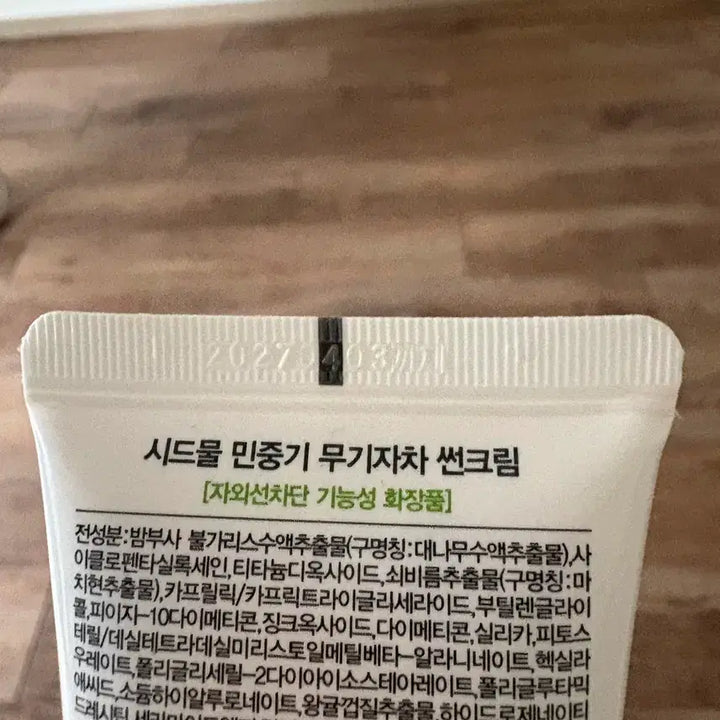 2027 403까지
시드물 민중기 무기자차 썬크림
[자외선차단 기능성 화장품]
전성분:밤부사 불가리스수액추출물(구명칭:대나무수액추출물),사
이클로펜타실록세인,티타늄디옥사이드,쇠비름추출물(구명칭:마
치현추출물),카프릴릭/카프릭트라이글리세라이드,부틸렌글라이
콜,피이지-10다이메티콘,징크옥사이드,다이메티콘,실리카,피토스
테릴/데실테트라데실미리스토일메틸베타-알라니네이트,헥실라
우레이트,폴리글리세릴-2다이아이소스테아레이트,폴리글루타믹
애씨드,소듐하이알루로네이트,왕귤껍질추출물,하이드로제네이티
드레시틴